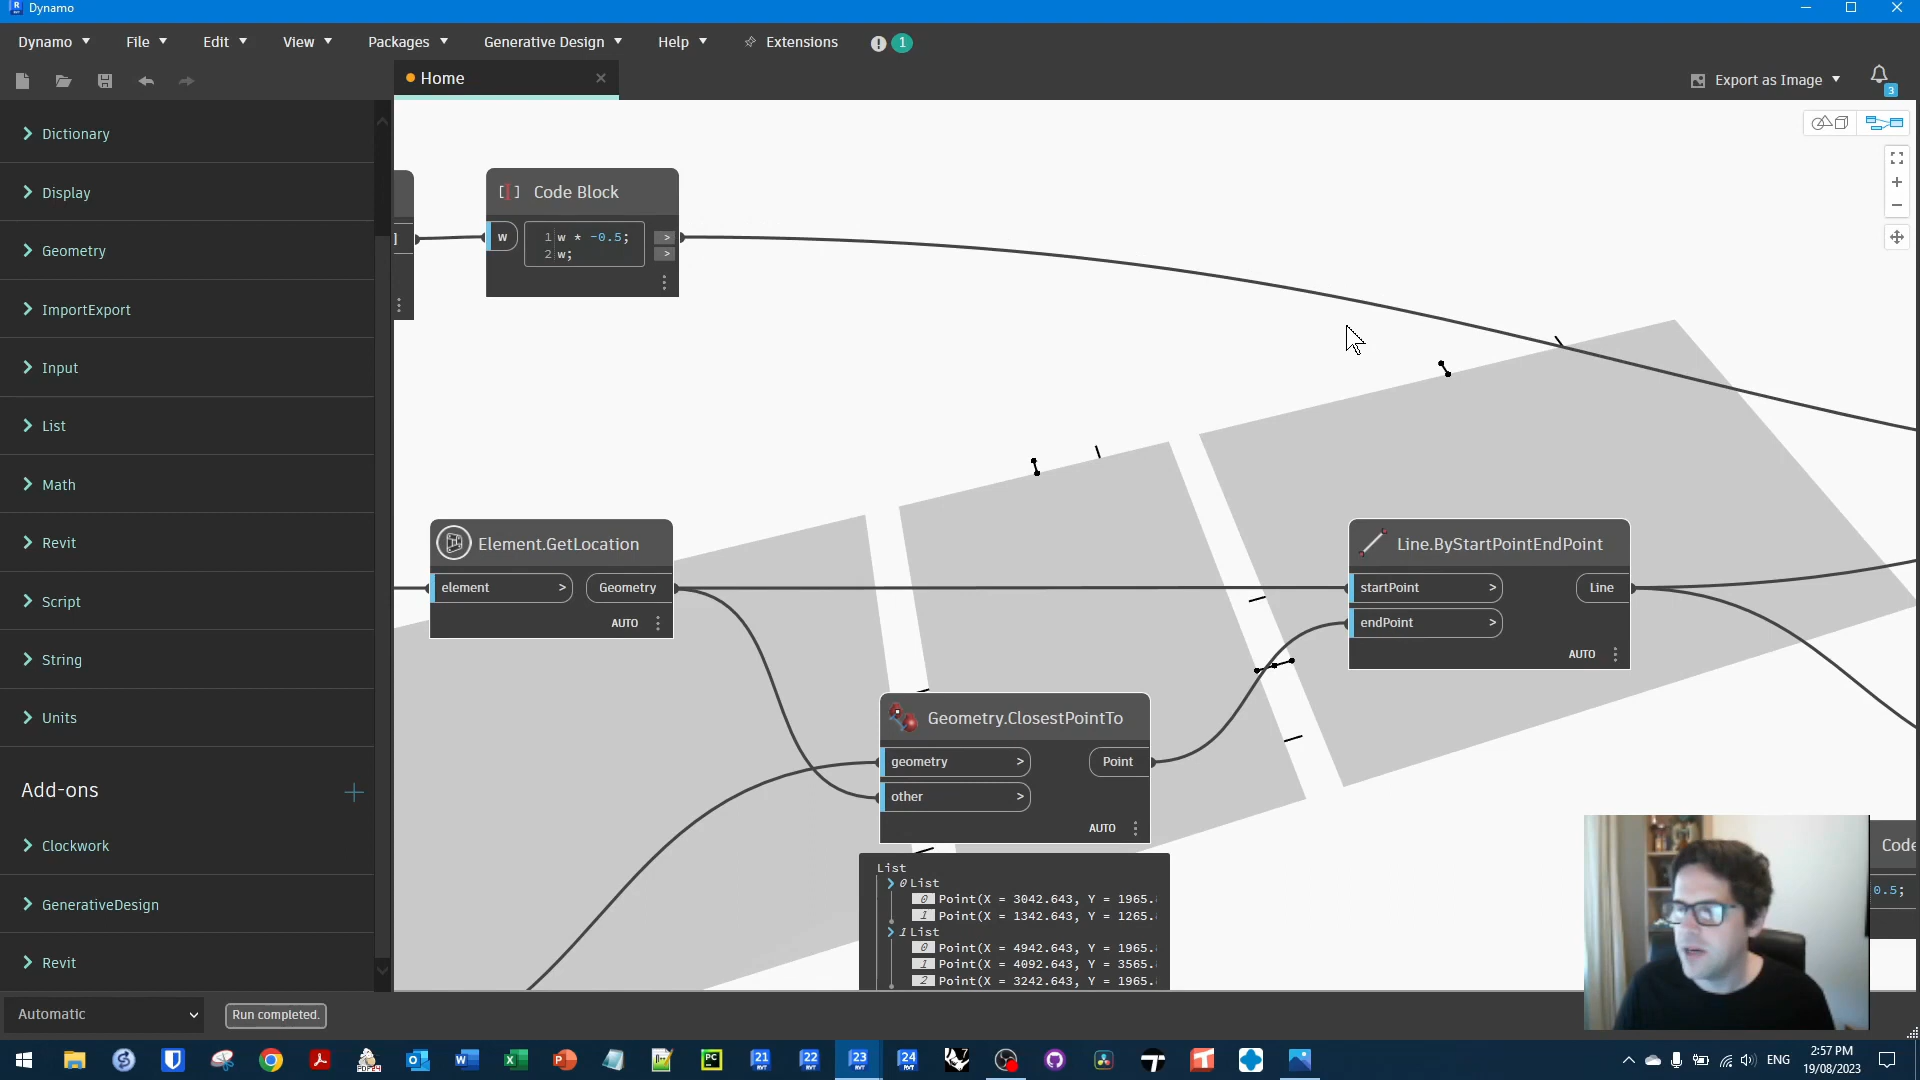 Dynamo
Dynamo File Edit View Packages Generative Design Help Extensions 1
Home
Export as Image
3
Dictionary
Display
Geometry
ImportExport
Input
List
Math
Revit
Script
String
Units
Add-ons
Clockwork
GenerativeDesign
Revit
Code Block
w
1 w * -0.5;
2 w;
>
>
Element.GetLocation
element >
Geometry
AUTO
Line.ByStartPointEndPoint
startPoint >
Line
endPoint >
AUTO
Geometry.ClosestPointTo
geometry >
Point
other >
AUTO
List
0 List
0 Point(X = 3042.643, Y = 1965.
1 Point(X = 1342.643, Y = 1265.
1 List
0 Point(X = 4942.643, Y = 1965.
1 Point(X = 4092.643, Y = 3565.
2 Point(X = 3242.643, Y = 1965.
Code
0.5;
Automatic
Run completed.
21
22
23
24
ENG
2:57 PM
19/08/2023